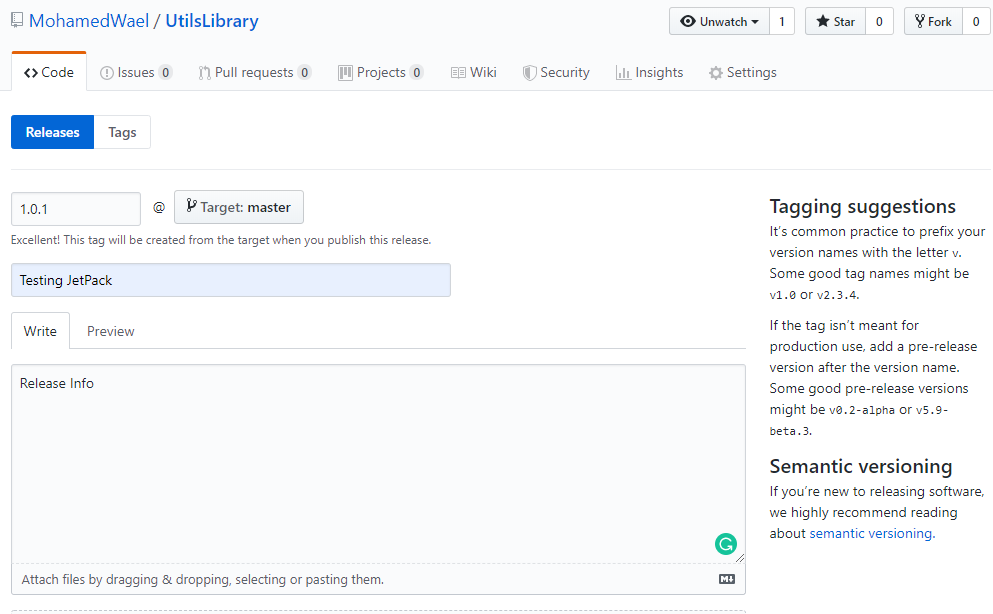 MohamedWael / UtilsLibrary
Unwatch 1 Star 0 Fork 0
Code Issues 0 Pull requests 0 Projects 0 Wiki Security Insights Settings
Releases Tags
1.0.1 @ Target: master
Excellent! This tag will be created from the target when you publish this release.
Testing JetPack
Write Preview
Release Info
Attach files by dragging & dropping, selecting or pasting them.
Tagging suggestions
It’s common practice to prefix your
version names with the letter v.
Some good tag names might be
v1.0 or v2.3.4.
If the tag isn’t meant for
production use, add a pre-release
version after the version name.
Some good pre-release versions
might be v0.2-alpha or v5.9-
beta.3.
Semantic versioning
If you’re new to releasing software,
we highly recommend reading
about semantic versioning.